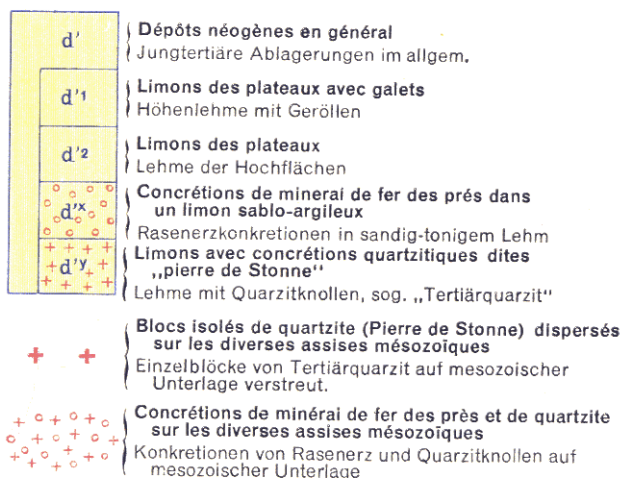 d'
Dépôts néogènes en général
Jungtertiäre Ablagerungen im allgem.
d'1
Limons des plateaux avec galets
Höhenlehme mit Geröllen
d'2
Limons des plateaux
Lehme der Hochflächen
d'x
Concrétions de minerai de fer des prés dans
un limon sablo-argileux
Rasenerzkonkretionen in sandig-tonigem Lehm
d'y
Limons avec concrétions quartzitiques dites
„pierre de Stonne“
Lehme mit Quarzitknollen, sog. „Tertiärquarzit“
Blocs isolés de quartzite (Pierre de Stonne) dispersés
sur les diverses assises mésozoïques
Einzelblöcke von Tertiärquarzit auf mesozoischer
Unterlage verstreut.
Concrétions de minérai de fer des près et de quartzite
sur les diverses assises mésozoïques
Konkretionen von Rasenerz und Quarzitknollen auf
mesozoischer Unterlage